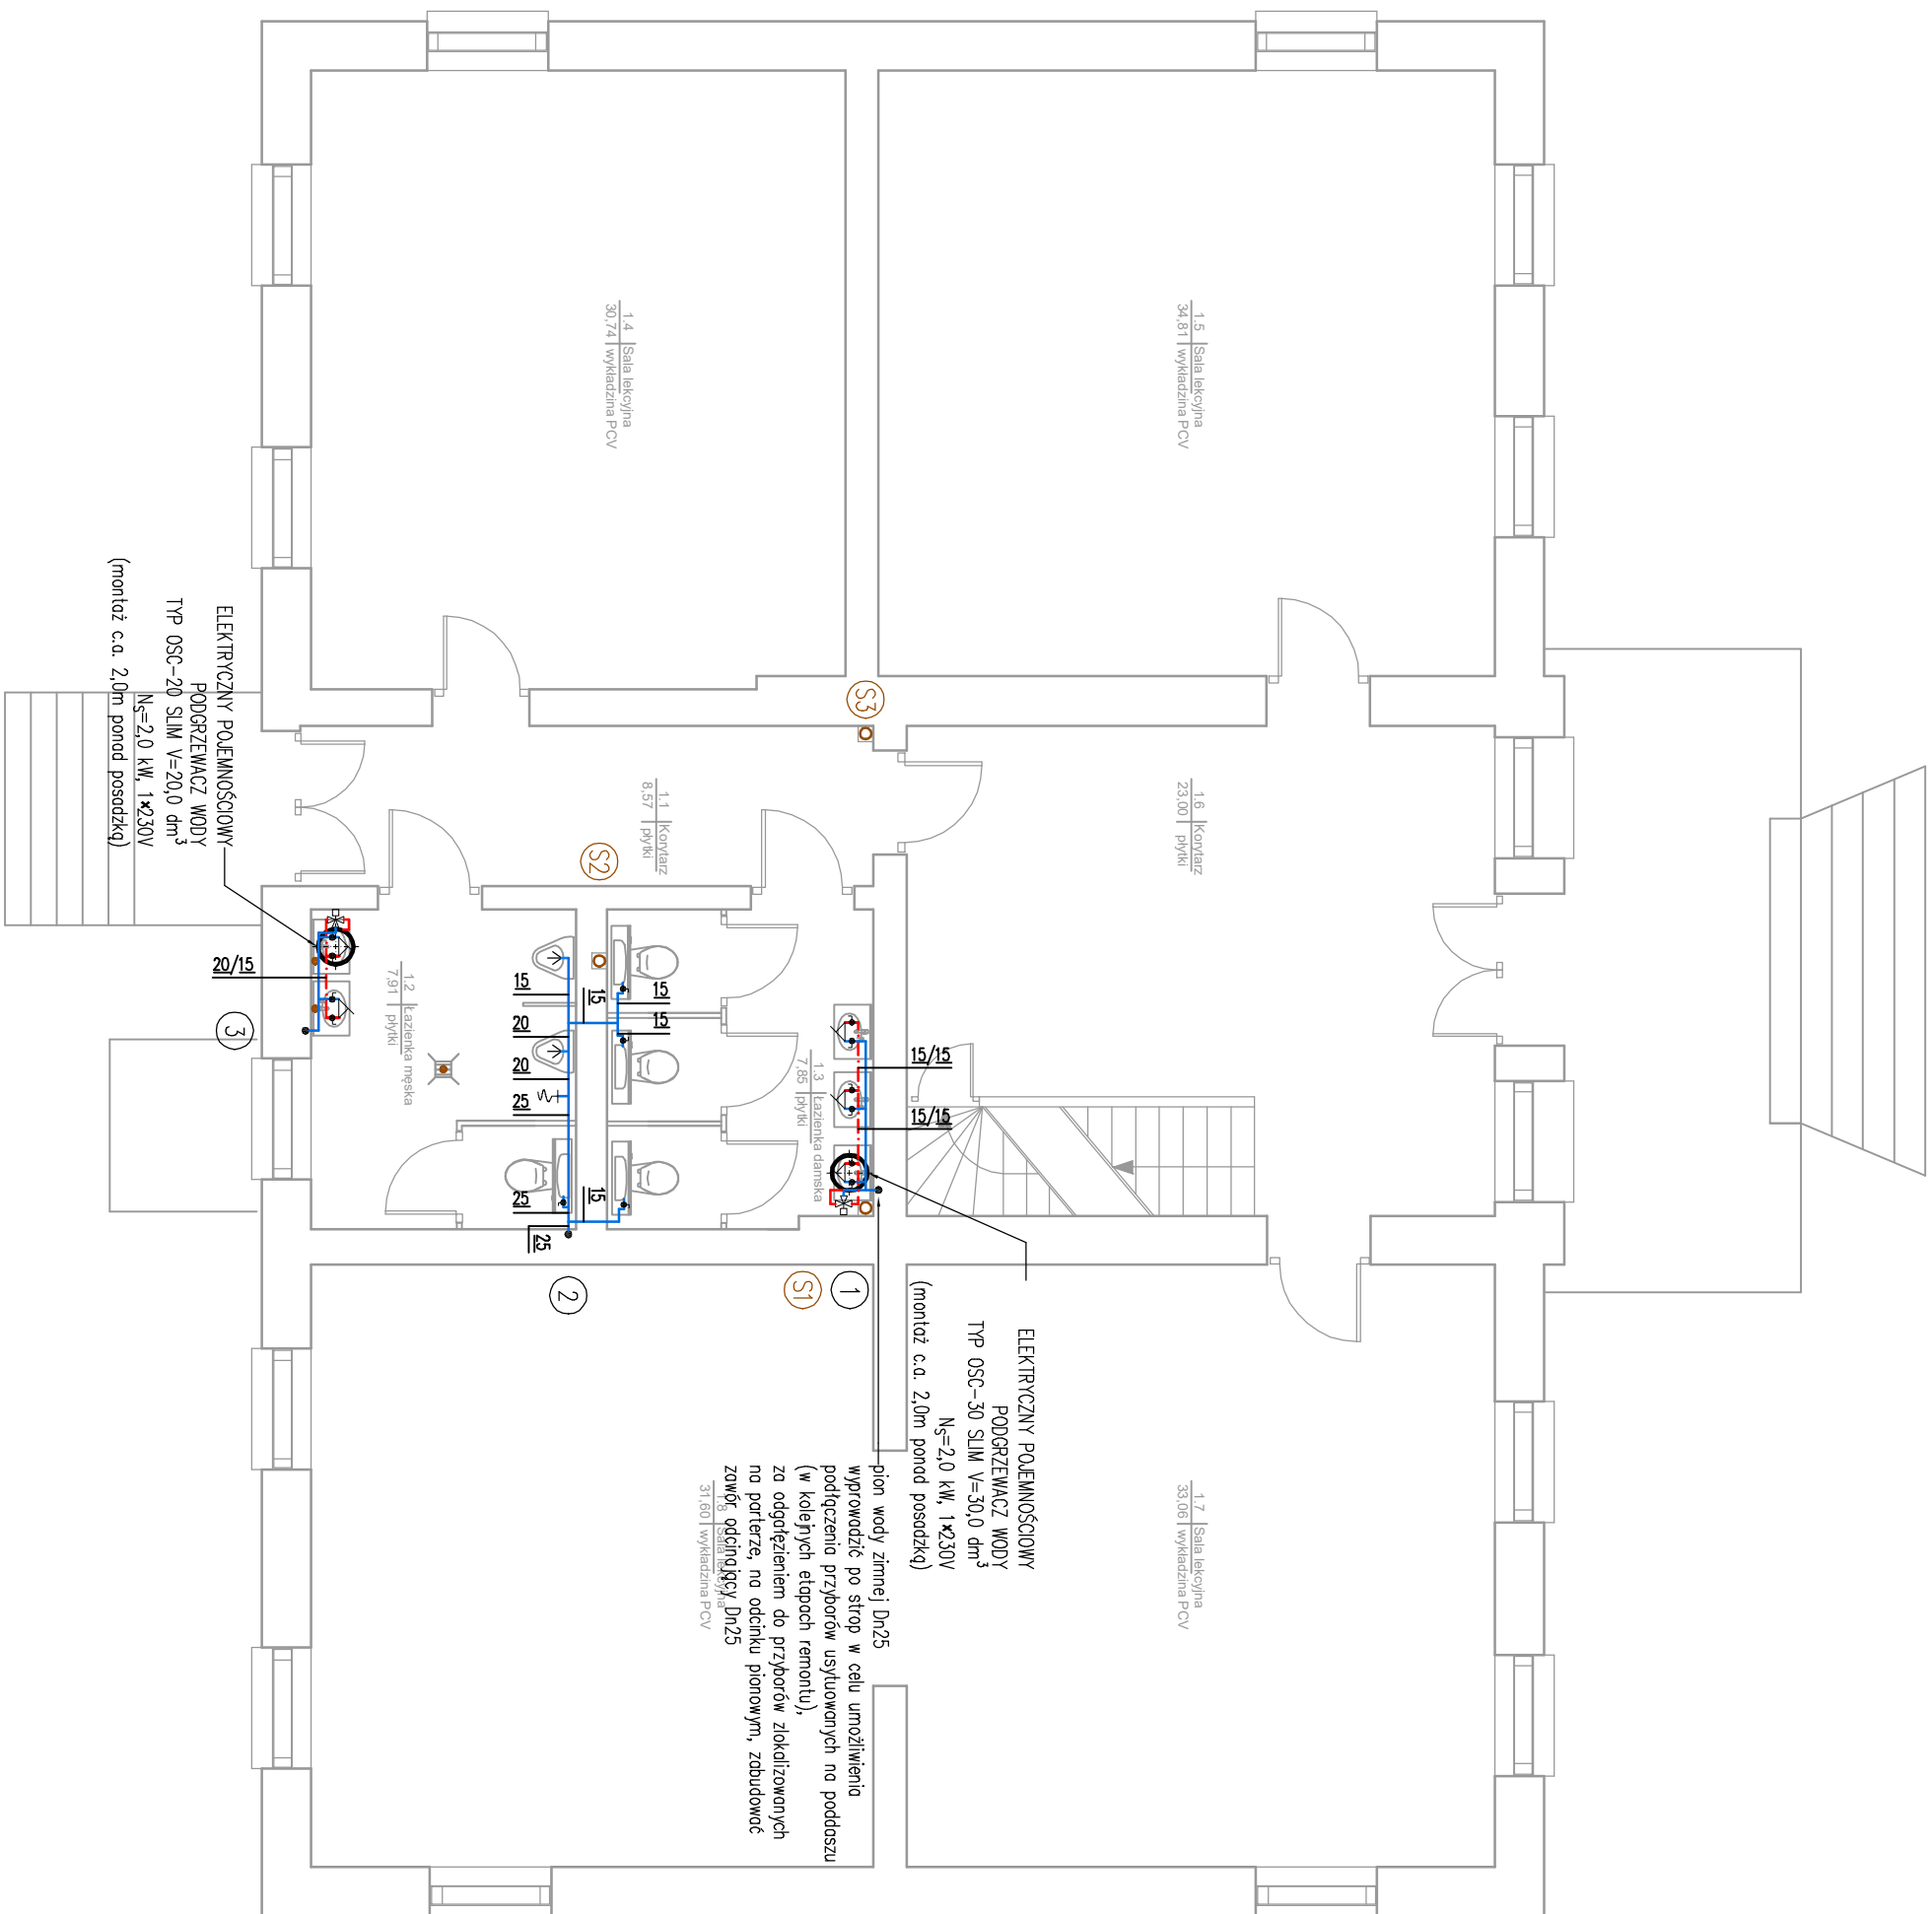 1.5 Sala lekcyjna
34,81 wykładzina PCV
1.4 Sala lekcyjna
30,74 wykładzina PCV
1.6 Korytarz
23,00 płytki
1.1 Korytarz
8,57 płytki
S3
S2
ELEKTRYCZNY POJEMNOŚCIOWY
PODGRZEWACZ WODY
TYP OSC-20 SLIM V=20,0 dm³
Nₛ=2,0 kW, 1×230V
(montaż c.a. 2,0m ponad posadzką)
20/15
3
1.2 Łazienka męska
7,91 płytki
15
20
20
25
25
25
15
15
15
15
1.3 Łazienka damska
7,85 płytki
15/15
15/15
2
S1
1
ELEKTRYCZNY POJEMNOŚCIOWY
PODGRZEWACZ WODY
TYP OSC-30 SLIM V=30,0 dm³
Nₛ=2,0 kW, 1×230V
(montaż c.a. 2,0m ponad posadzką)
pion wody zimnej Dn25
wyprowadzić po strop w celu umożliwienia
podłączenia przyborów usytuowanych na poddaszu
(w kolejnych etapach remontu),
za odgałęzieniem do przyborów zlokalizowanych
na parterze, na odcinku pionowym, zabudować
zawór odcinający Dn25
1.7 Sala lekcyjna
33,06 wykładzina PCV
1.8 Sala lekcyjna
31,60 wykładzina PCV